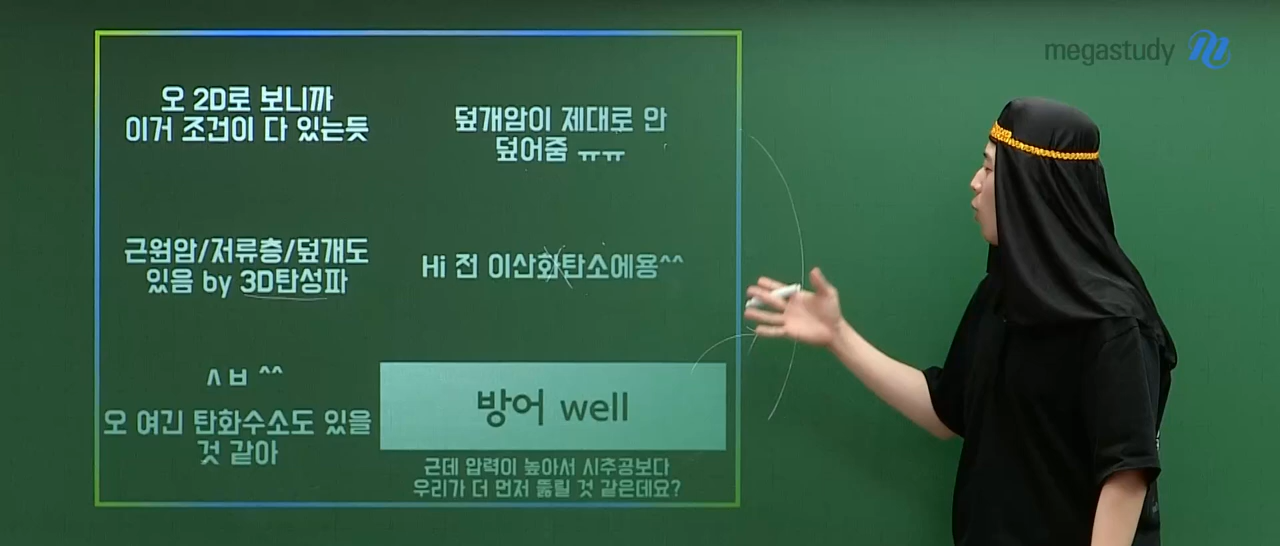 megastudy
오 2D로 보니까
이거 조건이 다 있는듯
덮개암이 제대로 안
덮어줌 ㅠㅠ
근원암/저류층/덮개도
있음 by 3D탄성파
Hi 전 이산화탄소에용^^
ㅅㅂ ^^
오 여긴 탄화수소도 있을
것 같아
방어 well
근데 압력이 높아서 시추공보다
우리가 더 먼저 뚫릴 것 같은데요?